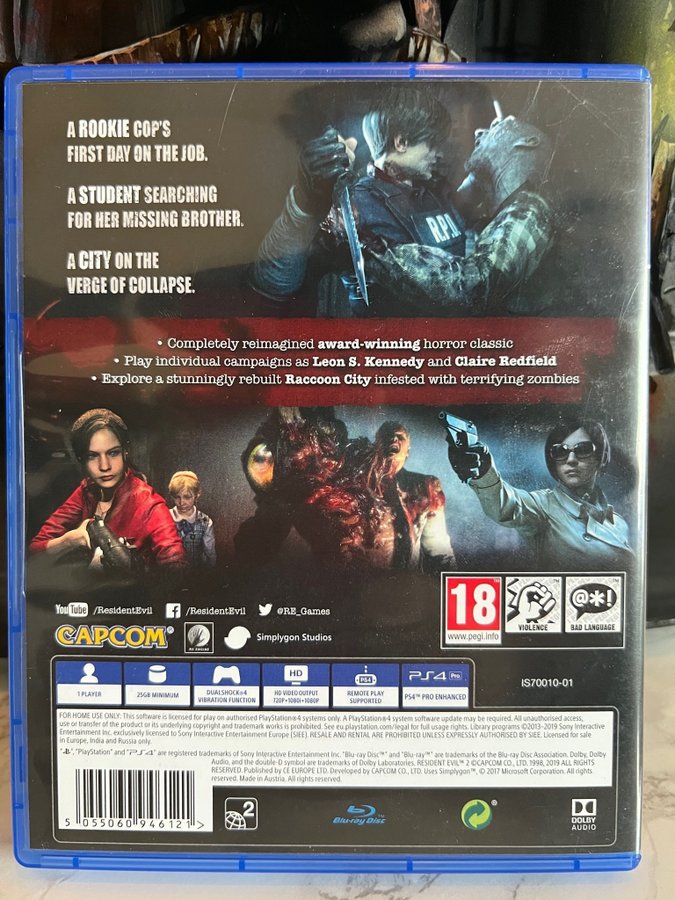 A ROOKIE COP'S
FIRST DAY ON THE JOB.
A STUDENT SEARCHING
FOR HER MISSING BROTHER.
A CITY ON THE
VERGE OF COLLAPSE.
R.P.D.
• Completely reimagined award-winning horror classic
• Play individual campaigns as Leon S. Kennedy and Claire Redfield
• Explore a stunningly rebuilt Raccoon City infested with terrifying zombies
YouTube /ResidentEvil /ResidentEvil @RE_Games
CAPCOM RE ENGINE Simplygon Studios
18
www.pegi.info
VIOLENCE
@*!
BAD LANGUAGE
IS70010-01
1 PLAYER
25GB MINIMUM
DUALSHOCK®4
VIBRATION FUNCTION
HD
HD VIDEO OUTPUT
720P•1080i•1080P
PS4
REMOTE PLAY
SUPPORTED
PS4 Pro
PS4™ PRO ENHANCED
FOR HOME USE ONLY: This software is licensed for play on authorised PlayStation®4 systems only. A PlayStation®4 system software update may be required. All unauthorised access,
use or transfer of the product or its underlying copyright and trademark works is prohibited. See eu.playstation.com/legal for full usage rights. Library programs ©2013-2019 Sony Interactive
Entertainment Inc. exclusively licensed to Sony Interactive Entertainment Europe (SIEE). RESALE AND RENTAL ARE PROHIBITED UNLESS EXPRESSLY AUTHORISED BY SIEE. Licensed for sale
in Europe, India and Russia only.
", "PlayStation" and "PS4" are registered trademarks of Sony Interactive Entertainment Inc. "Blu-ray Disc™" and "Blu-ray™" are trademarks of the Blu-ray Disc Association. Dolby, Dolby
Audio, and the double-D symbol are trademarks of Dolby Laboratories. RESIDENT EVIL™ 2 ©CAPCOM CO., LTD. 1998, 2019 ALL RIGHTS
RESERVED. Published by CE EUROPE LTD. Developed by CAPCOM CO., LTD. Uses Simplygon™, © 2017 Microsoft Corporation. All rights
reserved. Made in Austria. All rights reserved.
5 055060 946121 >
2
Blu-ray Disc™
®
DOLBY
AUDIO